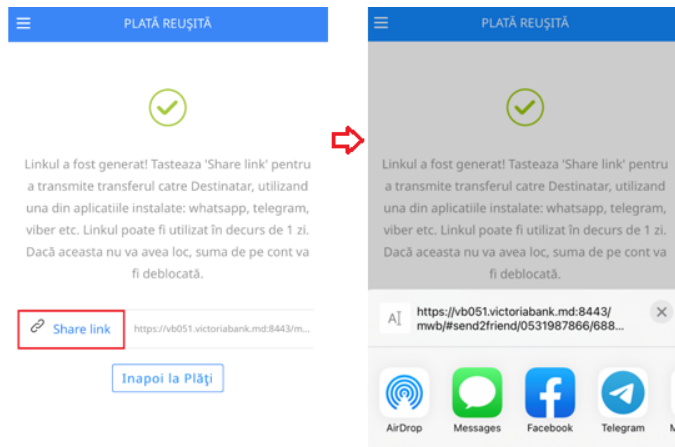 PLATĂ REUȘITĂ
Linkul a fost generat! Tasteaza 'Share link' pentru
a transmite transferul catre Destinatar, utilizand
una din aplicatiile instalate: whatsapp, telegram,
viber etc. Linkul poate fi utilizat în decurs de 1 zi.
Dacă aceasta nu va avea loc, suma de pe cont va
fi deblocată.
Share link https://vb051.victoriabank.md:8443/m...
Inapoi la Plăți
PLATĂ REUȘITĂ
Linkul a fost generat! Tasteaza 'Share link' pentru
a transmite transferul catre Destinatar, utilizand
una din aplicatiile instalate: whatsapp, telegram,
viber etc. Linkul poate fi utilizat în decurs de 1 zi.
Dacă aceasta nu va avea loc, suma de pe cont va
fi deblocată.
https://vb051.victoriabank.md:8443/
mwb/#send2friend/0531987866/688...
AirDrop Messages Facebook Telegram